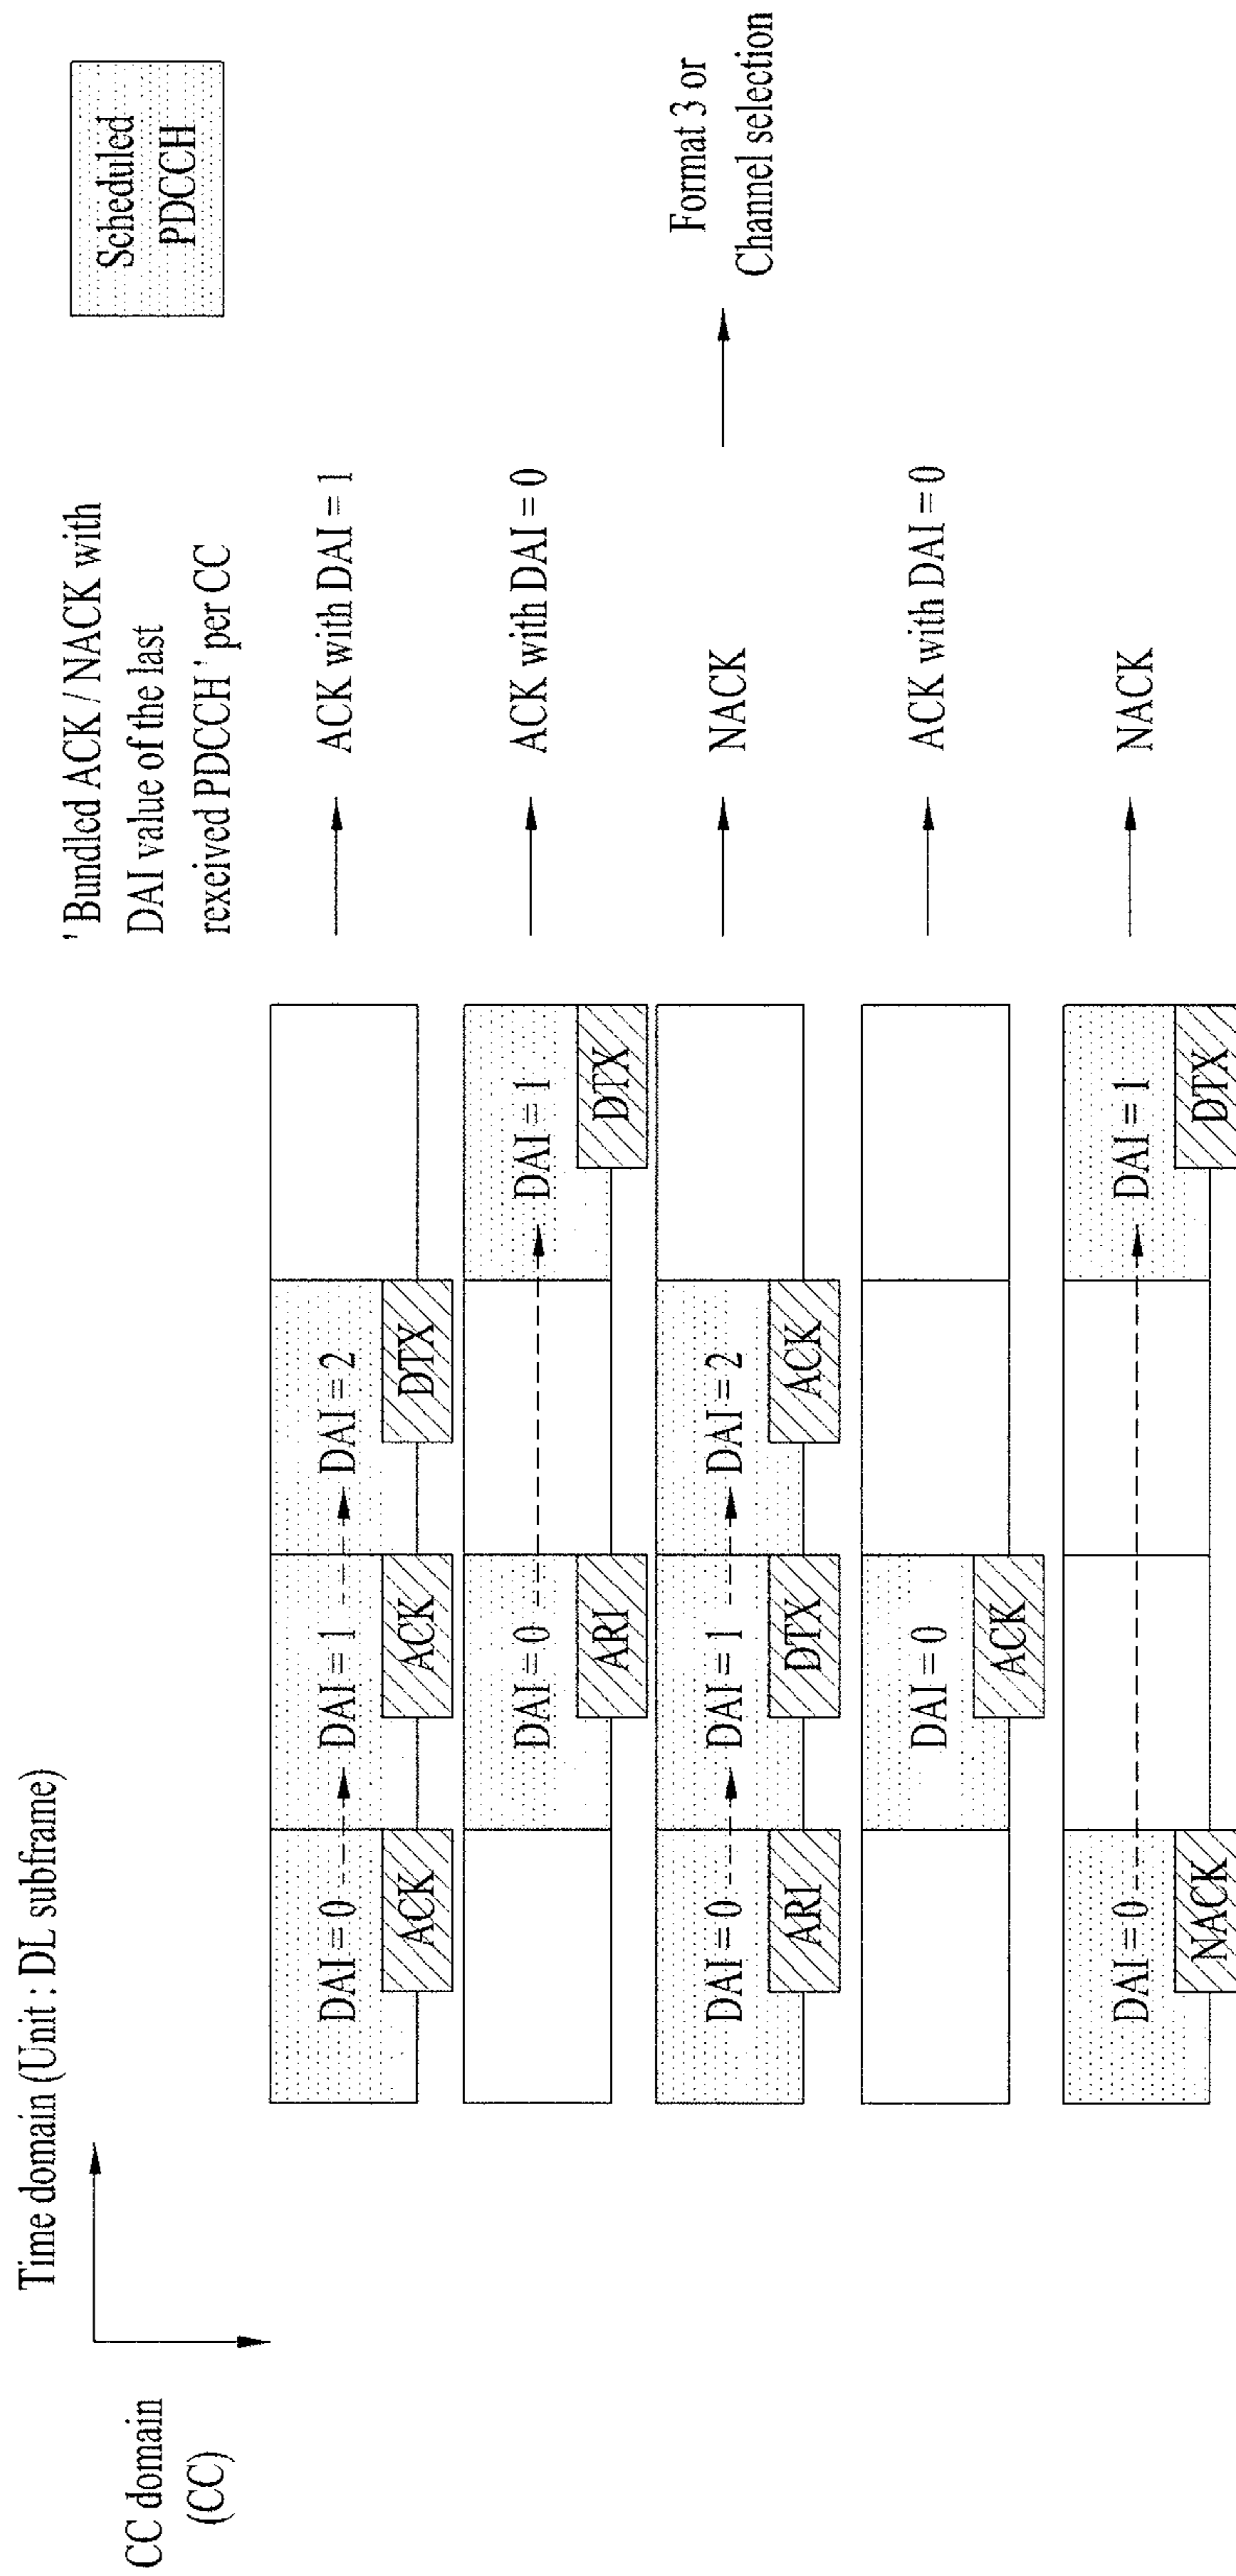 Time domain (Unit : DL subframe)
CC domain
(CC)
'Bundled ACK / NACK with
DAI value of the last
rexeived PDCCH' per CC
Scheduled
PDCCH
DAI = 0
DAI = 1
DAI = 2
ACK
ACK
DTX
ACK with DAI = 1
DAI = 0
DAI = 1
ARI
DTX
ACK with DAI = 0
DAI = 0
DAI = 1
DAI = 2
ARI
DTX
ACK
NACK
Format 3 or
Channel selection
DAI = 0
ACK
ACK with DAI = 0
DAI = 0
DAI = 1
NACK
DTX
NACK